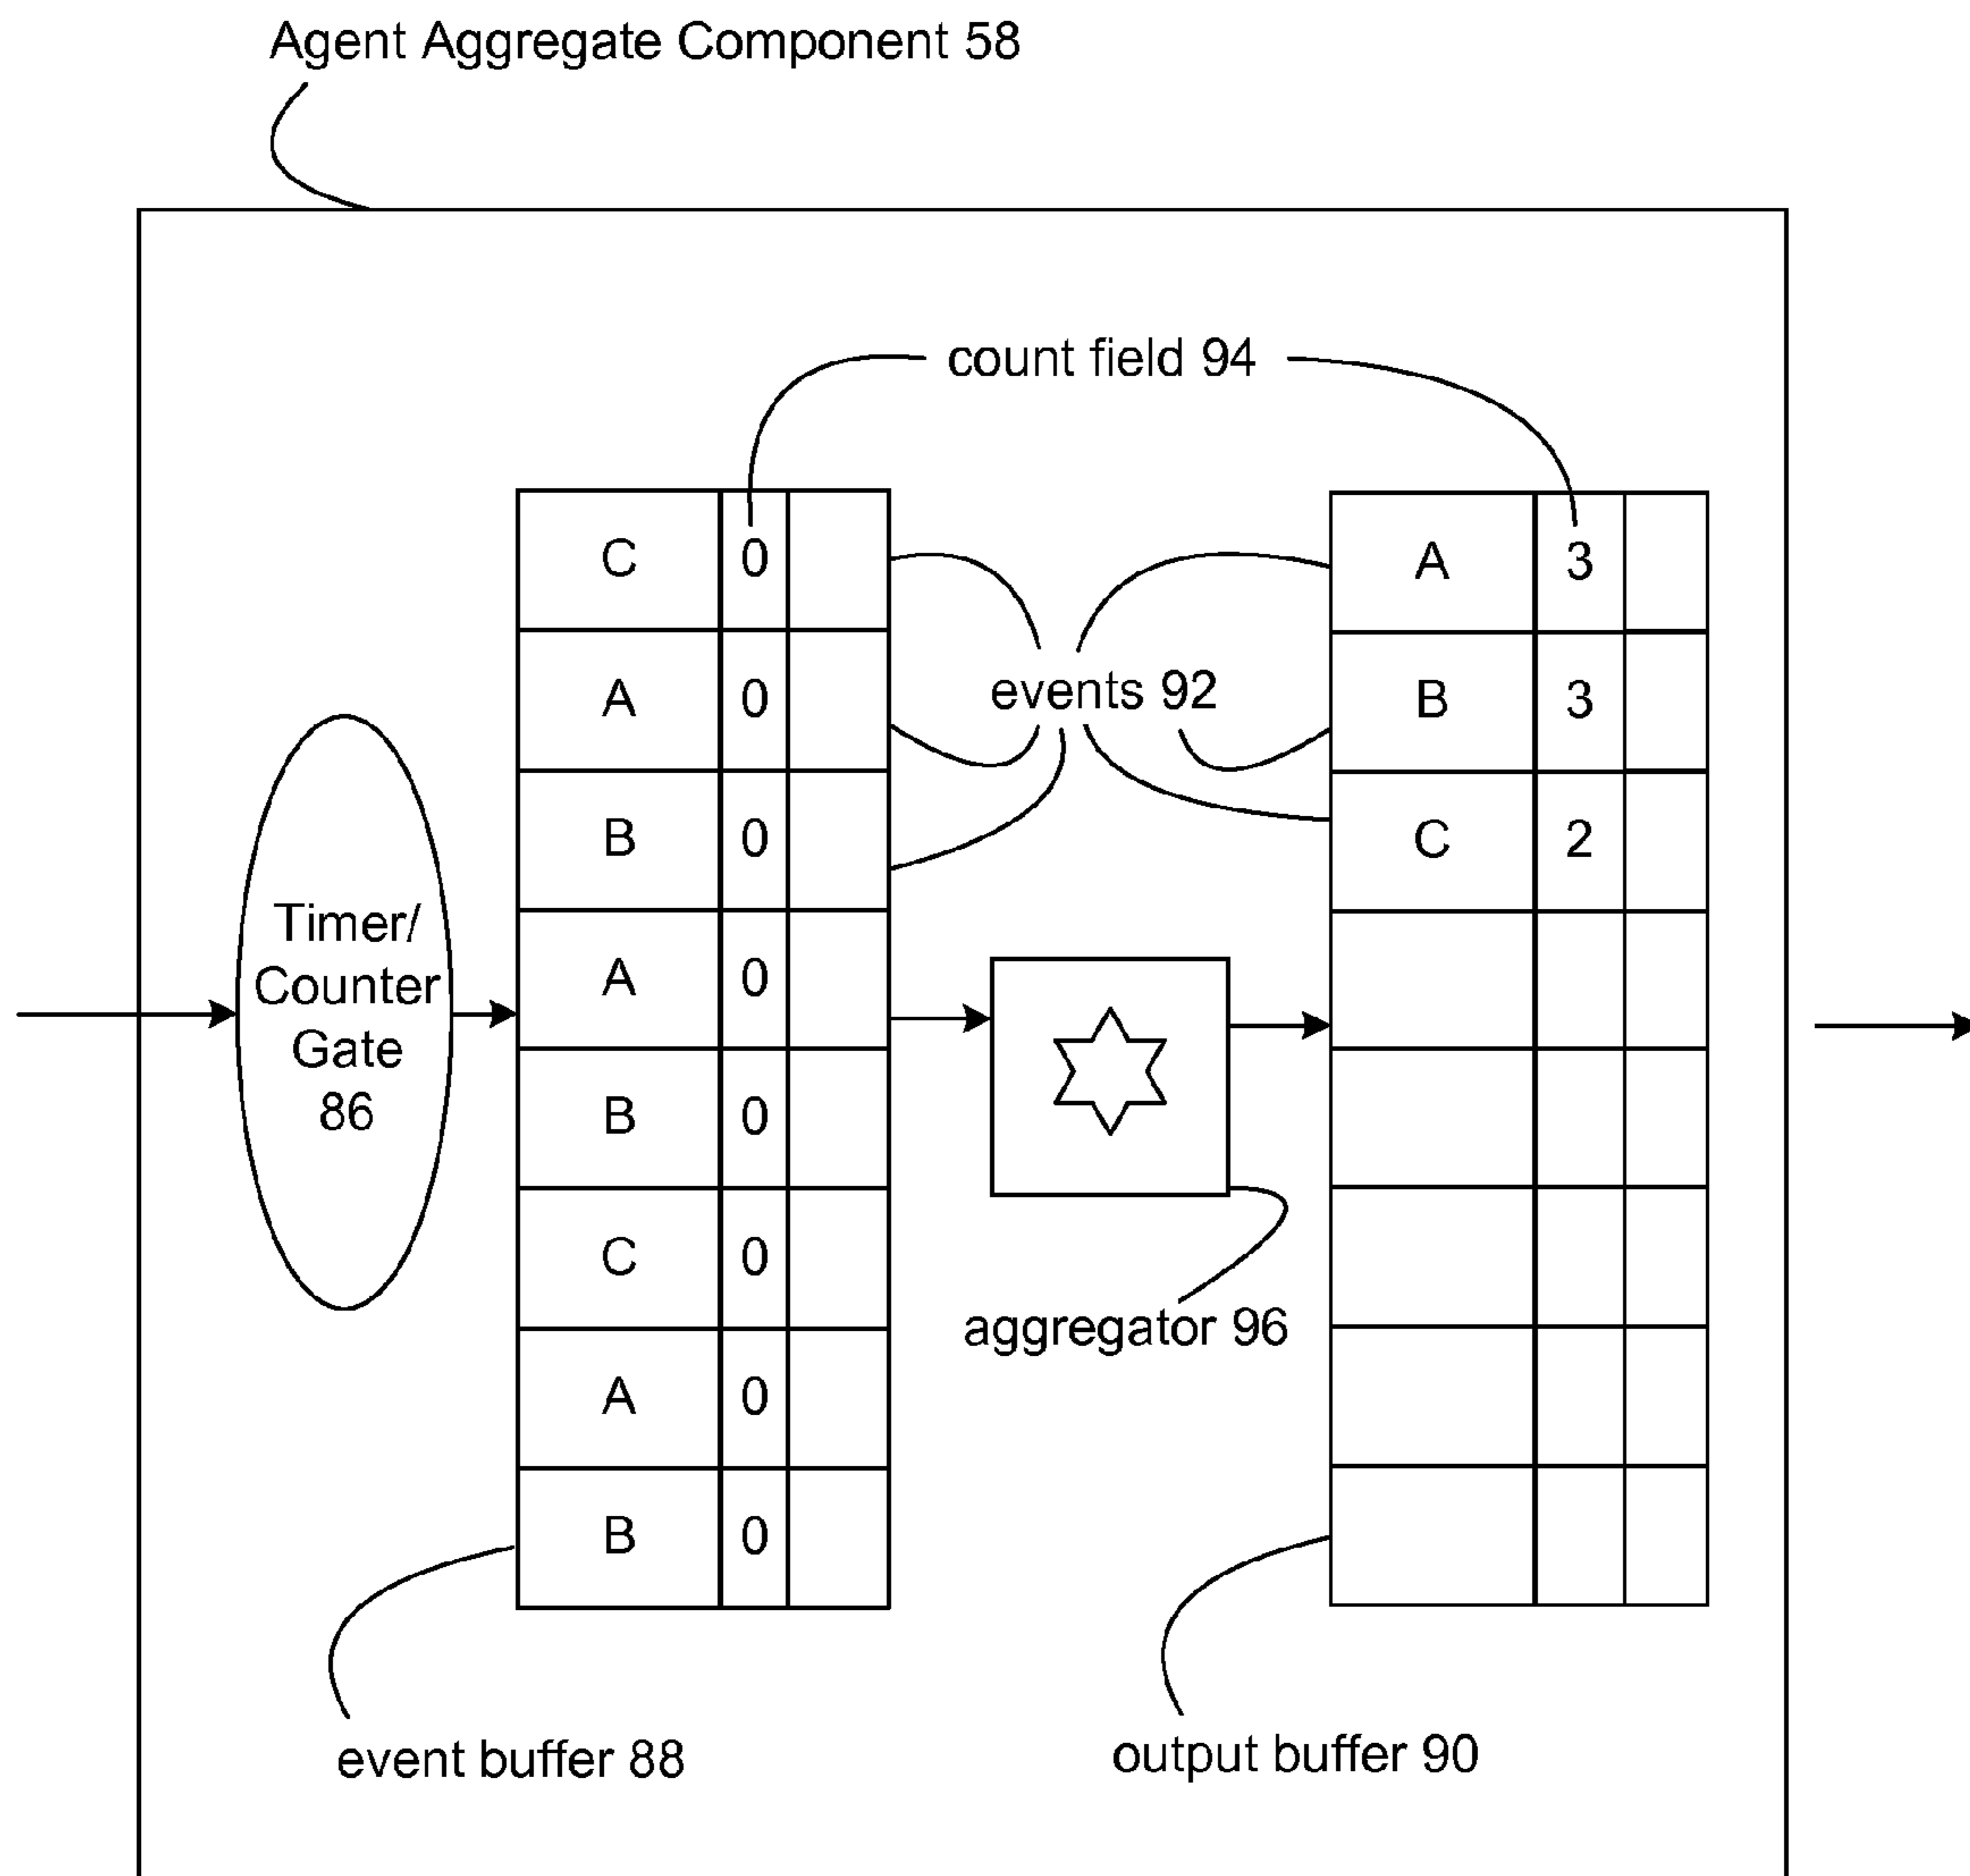 Agent Aggregate Component 58
count field 94
C 0
A 0
B 0
A 0
B 0
C 0
A 0
B 0
events 92
A 3
B 3
C 2
Timer/
Counter
Gate
86
aggregator 96
event buffer 88
output buffer 90